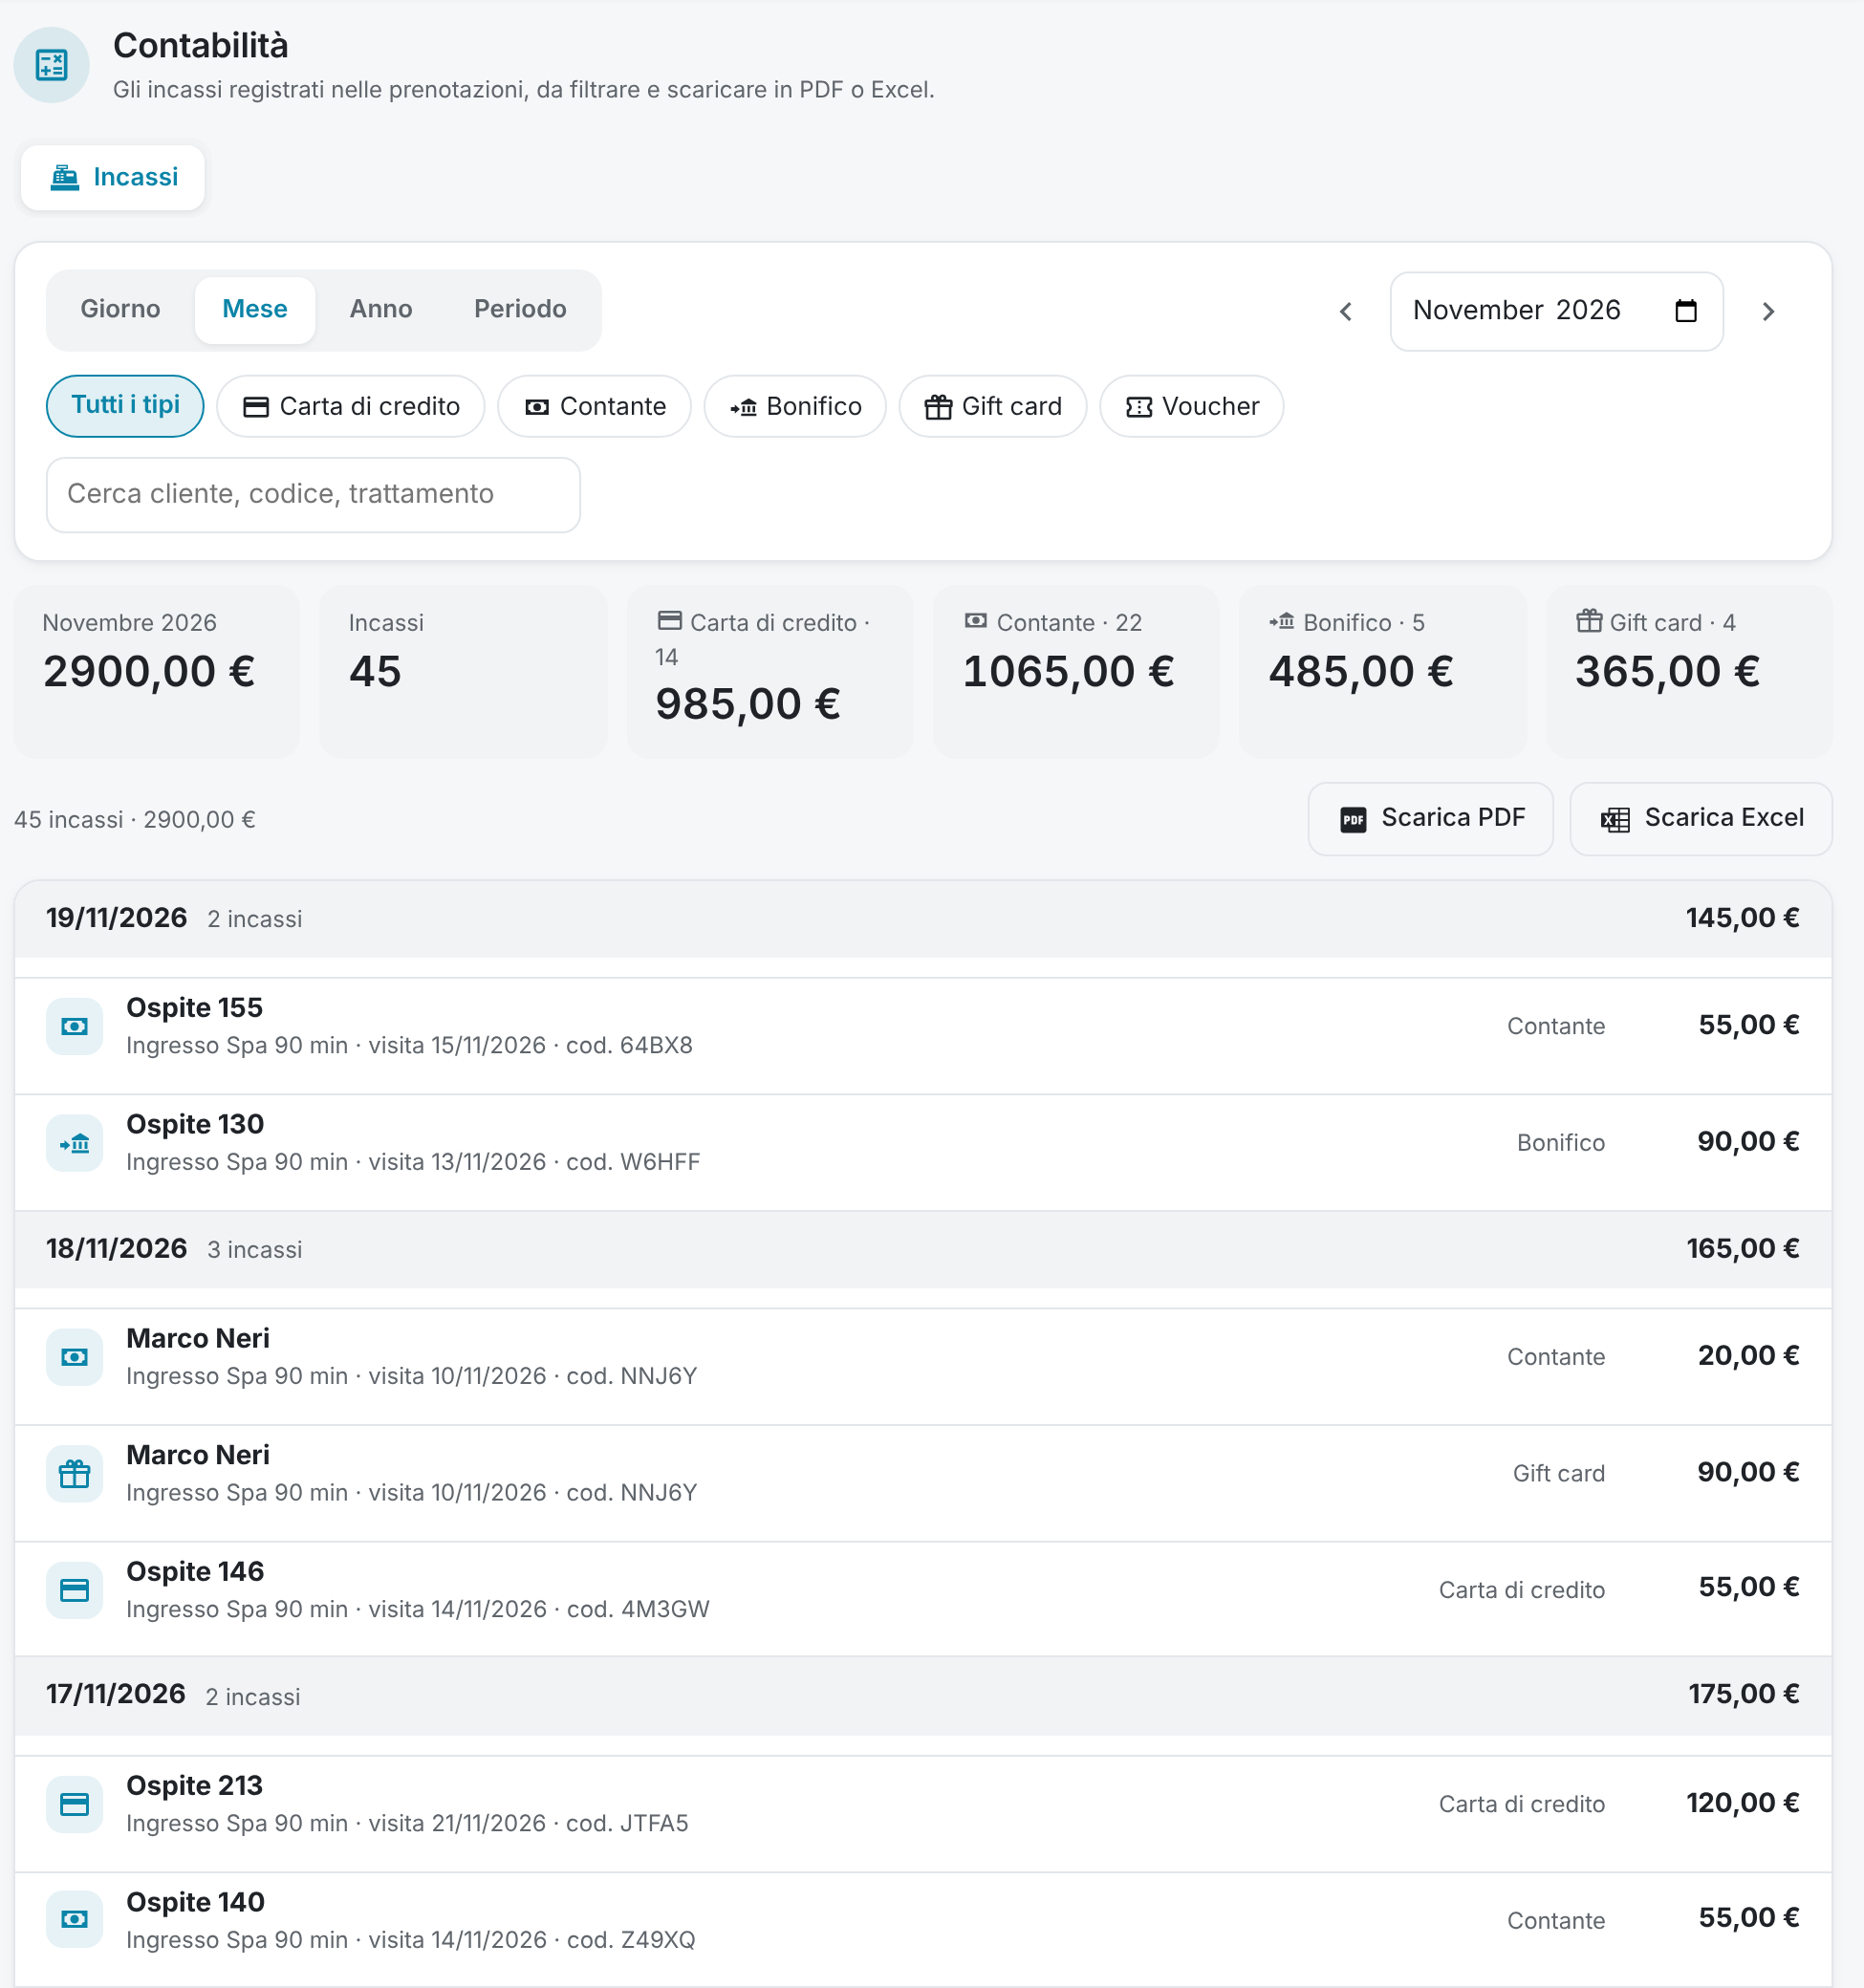 Contabilità
Gli incassi registrati nelle prenotazioni, da filtrare e scaricare in PDF o Excel.
Incassi
Giorno Mese Anno Periodo
November 2026
Tutti i tipi Carta di credito Contante Bonifico Gift card Voucher
Cerca cliente, codice, trattamento
Novembre 2026
2900,00 €
Incassi
45
Carta di credito ·
14
985,00 €
Contante · 22
1065,00 €
Bonifico · 5
485,00 €
Gift card · 4
365,00 €
45 incassi · 2900,00 €
PDF Scarica PDF
Scarica Excel
19/11/2026 2 incassi 145,00 €
Ospite 155
Ingresso Spa 90 min · visita 15/11/2026 · cod. 64BX8
Contante 55,00 €
Ospite 130
Ingresso Spa 90 min · visita 13/11/2026 · cod. W6HFF
Bonifico 90,00 €
18/11/2026 3 incassi 165,00 €
Marco Neri
Ingresso Spa 90 min · visita 10/11/2026 · cod. NNJ6Y
Contante 20,00 €
Marco Neri
Ingresso Spa 90 min · visita 10/11/2026 · cod. NNJ6Y
Gift card 90,00 €
Ospite 146
Ingresso Spa 90 min · visita 14/11/2026 · cod. 4M3GW
Carta di credito 55,00 €
17/11/2026 2 incassi 175,00 €
Ospite 213
Ingresso Spa 90 min · visita 21/11/2026 · cod. JTFA5
Carta di credito 120,00 €
Ospite 140
Ingresso Spa 90 min · visita 14/11/2026 · cod. Z49XQ
Contante 55,00 €